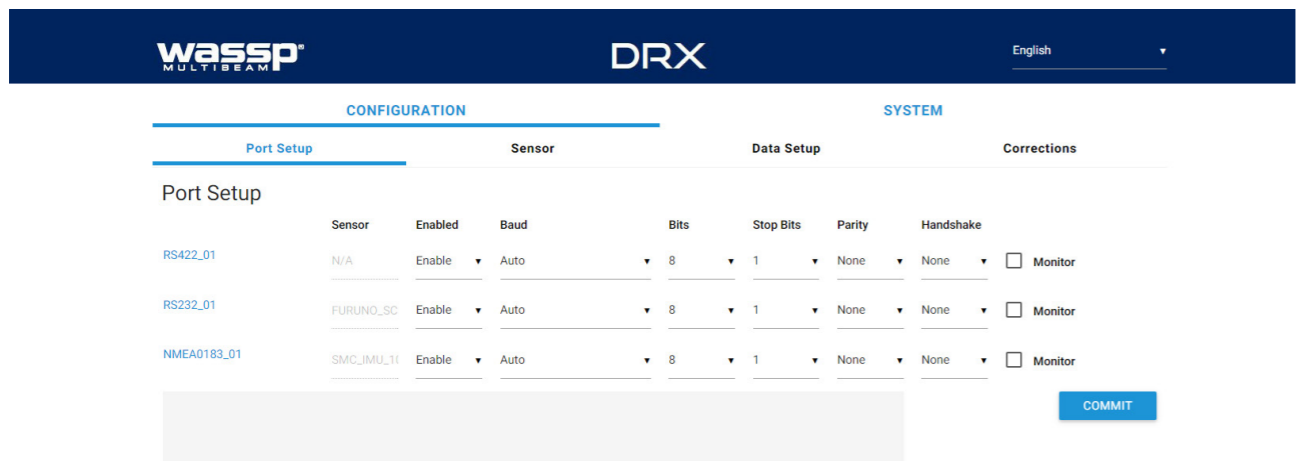 wassp® DRX English
MULTIBEAM
CONFIGURATION SYSTEM
Port Setup Sensor Data Setup Corrections
Port Setup
Sensor Enabled Baud Bits Stop Bits Parity Handshake
RS422_01 N/A Enable Auto 8 1 None None Monitor
RS232_01 FURUNO_SC Enable Auto 8 1 None None Monitor
NMEA0183_01 SMC_IMU_10 Enable Auto 8 1 None None Monitor
COMMIT